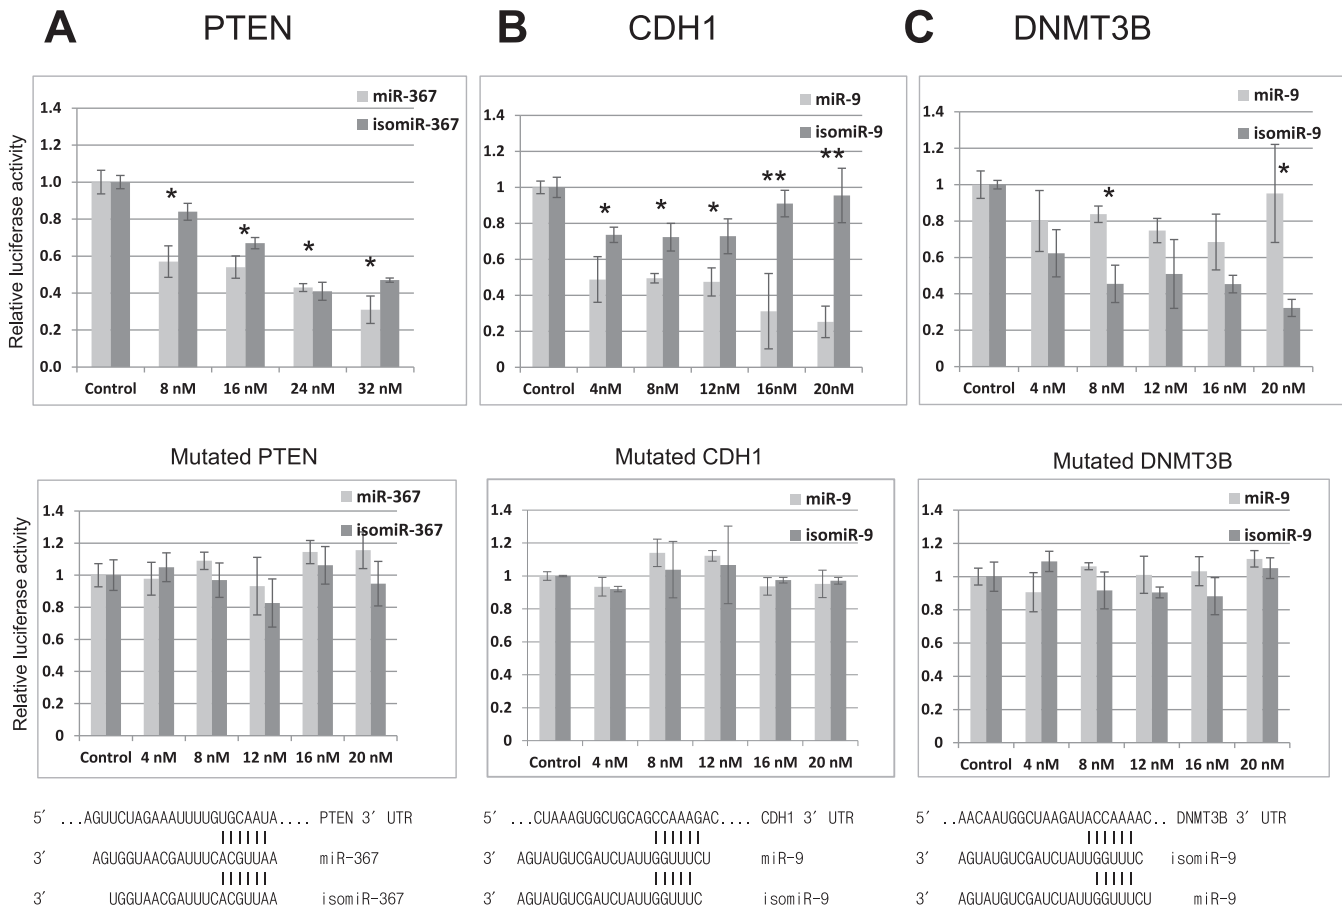 A PTEN
B CDH1
C DNMT3B
Relative luciferase activity
miR-367
isomiR-367
1.4
1.2
1.0
0.8
0.6
0.4
0.2
0.0
* * * *
Control 8 nM 16 nM 24 nM 32 nM
miR-9
isomiR-9
1.4
1.2
1
0.8
0.6
0.4
0.2
0
* * * ** **
Control 4nM 8nM 12nM 16nM 20nM
miR-9
isomiR-9
1.4
1.2
1
0.8
0.6
0.4
0.2
0
* *
Control 4 nM 8 nM 12 nM 16 nM 20 nM
Mutated PTEN
Relative luciferase activity
miR-367
isomiR-367
1.4
1.2
1
0.8
0.6
0.4
0.2
0
Control 4 nM 8 nM 12 nM 16 nM 20 nM
Mutated CDH1
miR-9
isomiR-9
1.4
1.2
1
0.8
0.6
0.4
0.2
0
Control 4 nM 8 nM 12 nM 16 nM 20 nM
Mutated DNMT3B
miR-9
isomiR-9
1.4
1.2
1
0.8
0.6
0.4
0.2
0
Control 4 nM 8 nM 12 nM 16 nM 20 nM
5′ ...AGUUCUAGAAAUUUUGUGCAAUA.... PTEN 3′ UTR
3′ AGUGGUAACGAUUUCACGUUAA miR-367
3′ UGGUAACGAUUUCACGUUAA isomiR-367
5′ ...CUAAAGUGCUGCAGCCAAAGAC.... CDH1 3′ UTR
3′ AGUAUGUCGAUCUAUUGGUUUCU miR-9
3′ AGUAUGUCGAUCUAUUGGUUUC isomiR-9
5′ ..AACAAUGGCUAAGAUACCAAAAC.. DNMT3B 3′ UTR
3′ AGUAUGUCGAUCUAUUGGUUUC isomiR-9
3′ AGUAUGUCGAUCUAUUGGUUUCU miR-9